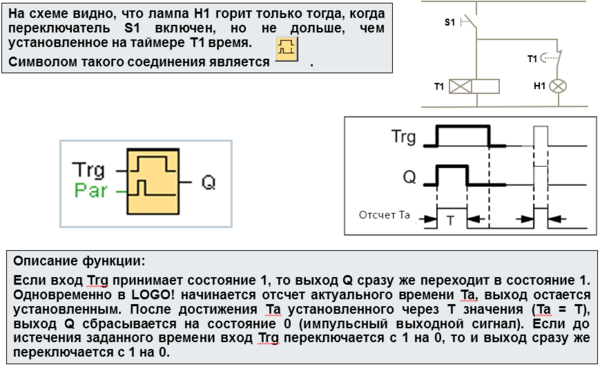 На схеме видно, что лампа H1 горит только тогда, когда
переключатель S1 включен, но не дольше, чем
установленное на таймере T1 время.
Символом такого соединения является .
S1
T1
T1
H1
Trg
Par
Q
Trg
Q
Отсчет Ta
T
Описание функции:
Если вход Trg принимает состояние 1, то выход Q сразу же переходит в состояние 1.
Одновременно в LOGO! начинается отсчет актуального времени Ta, выход остается
установленным. После достижения Ta установленного через T значения (Ta = T),
выход Q сбрасывается на состояние 0 (импульсный выходной сигнал). Если до
истечения заданного времени вход Trg переключается с 1 на 0, то и выход сразу же
переключается с 1 на 0.